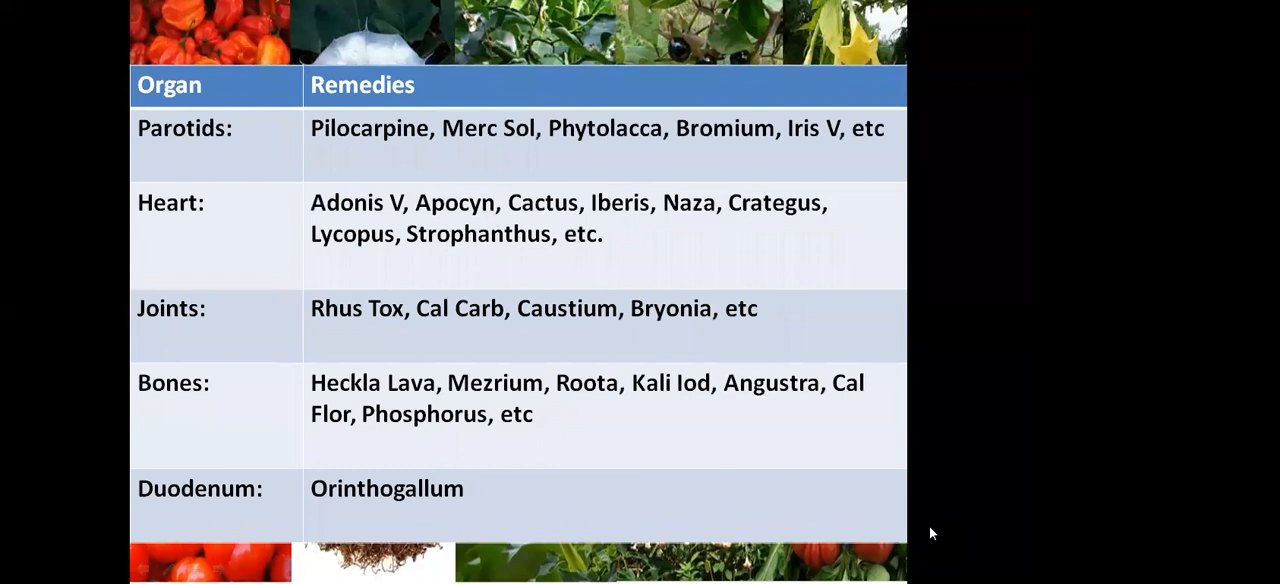 Organ Remedies
Parotids: Pilocarpine, Merc Sol, Phytolacca, Bromium, Iris V, etc
Heart: Adonis V, Apocyn, Cactus, Iberis, Naza, Crategus,
Lycopus, Strophanthus, etc.
Joints: Rhus Tox, Cal Carb, Caustium, Bryonia, etc
Bones: Heckla Lava, Mezrium, Roota, Kali Iod, Angustra, Cal
Flor, Phosphorus, etc
Duodenum: Orinthogallum